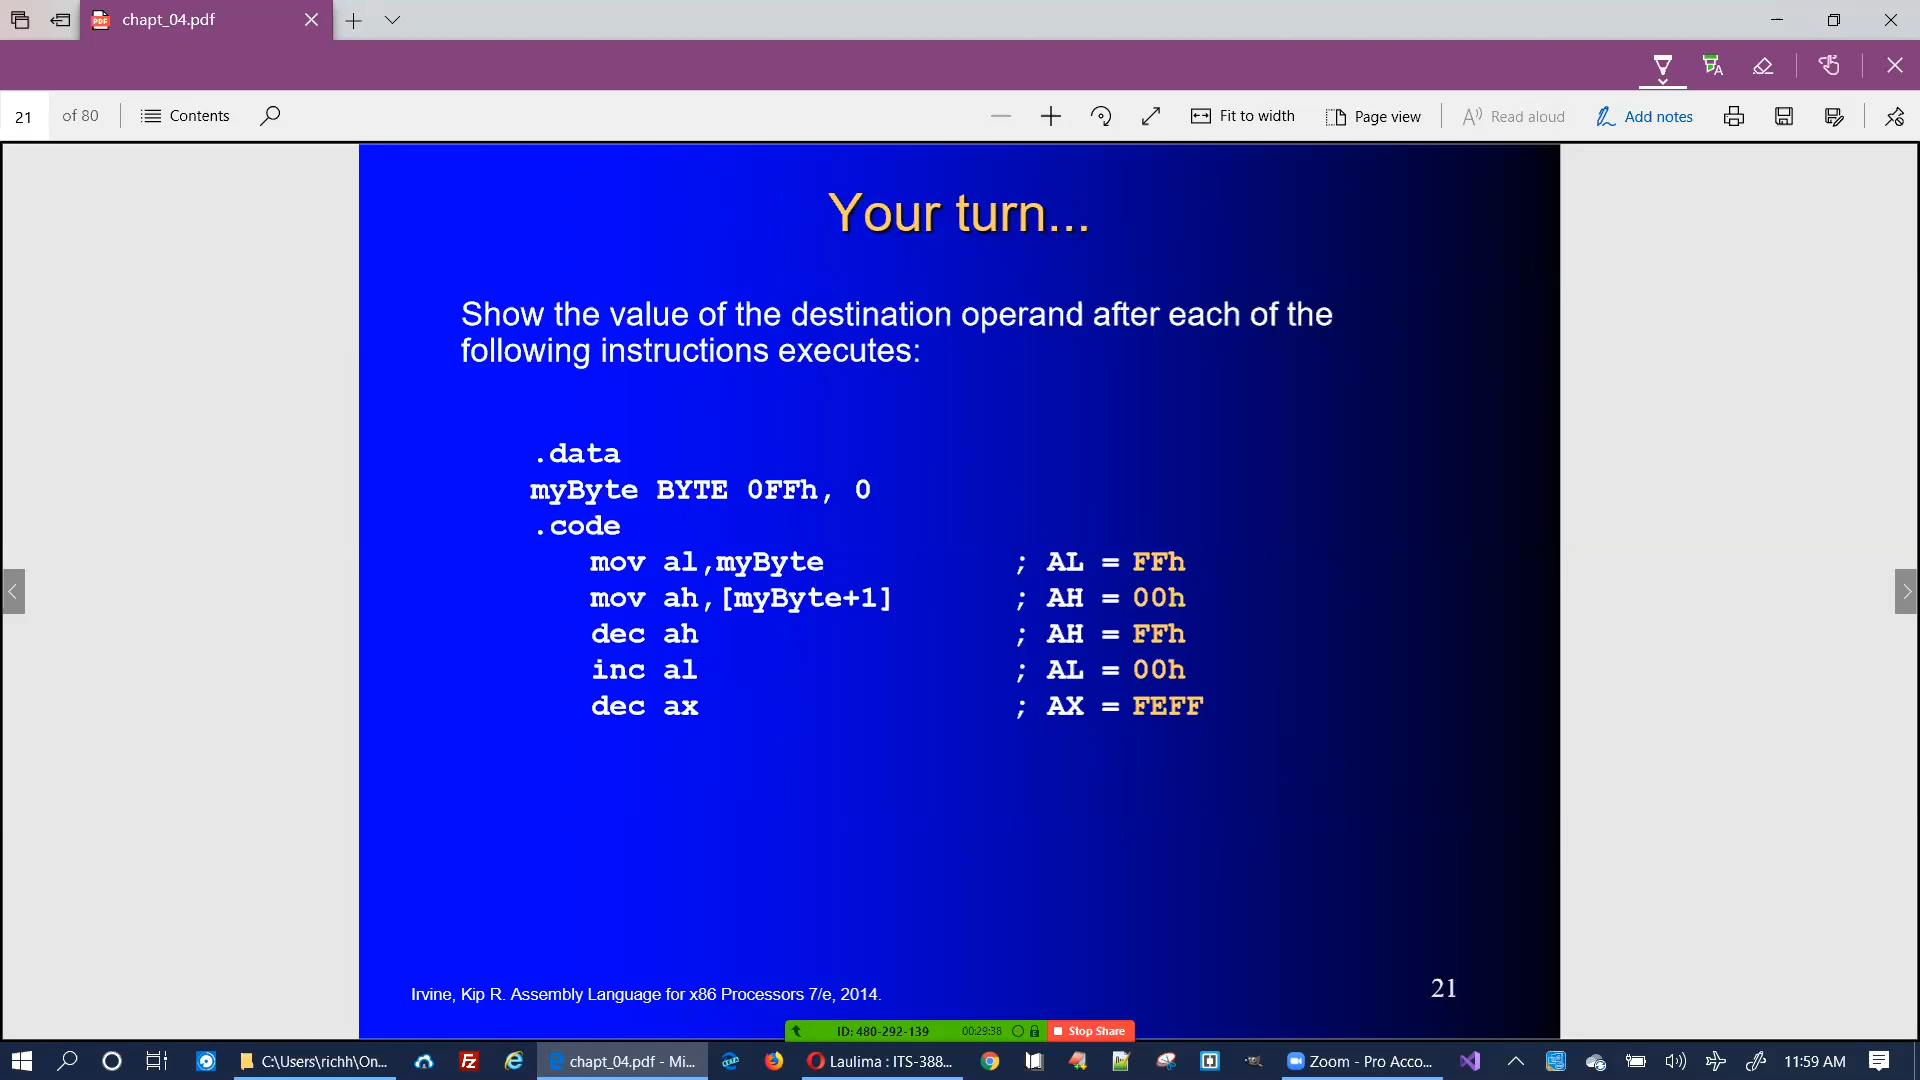 chapt_04.pdf
21 of 80 Contents Fit to width Page view Read aloud Add notes
Your turn...
Show the value of the destination operand after each of the
following instructions executes:
.data
myByte BYTE 0FFh, 0
.code
mov al,myByte ; AL = FFh
mov ah,[myByte+1] ; AH = 00h
dec ah ; AH = FFh
inc al ; AL = 00h
dec ax ; AX = FEFF
Irvine, Kip R. Assembly Language for x86 Processors 7/e, 2014.
21
ID: 480-292-139 00:29:38 Stop Share
C:\Users\richh\On... chapt_04.pdf - Mi... Laulima : ITS-388... Zoom - Pro Acco... 11:59 AM